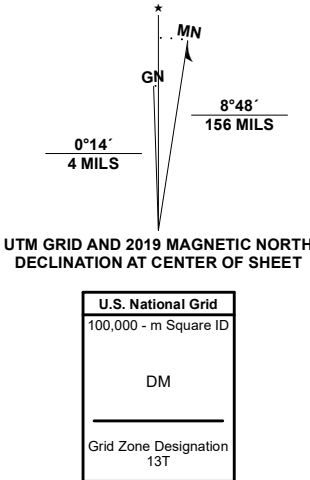 MN
GN
8°48´
156 MILS
0°14´
4 MILS
UTM GRID AND 2019 MAGNETIC NORTH
DECLINATION AT CENTER OF SHEET
U.S. National Grid
100,000 - m Square ID
DM
Grid Zone Designation
13T